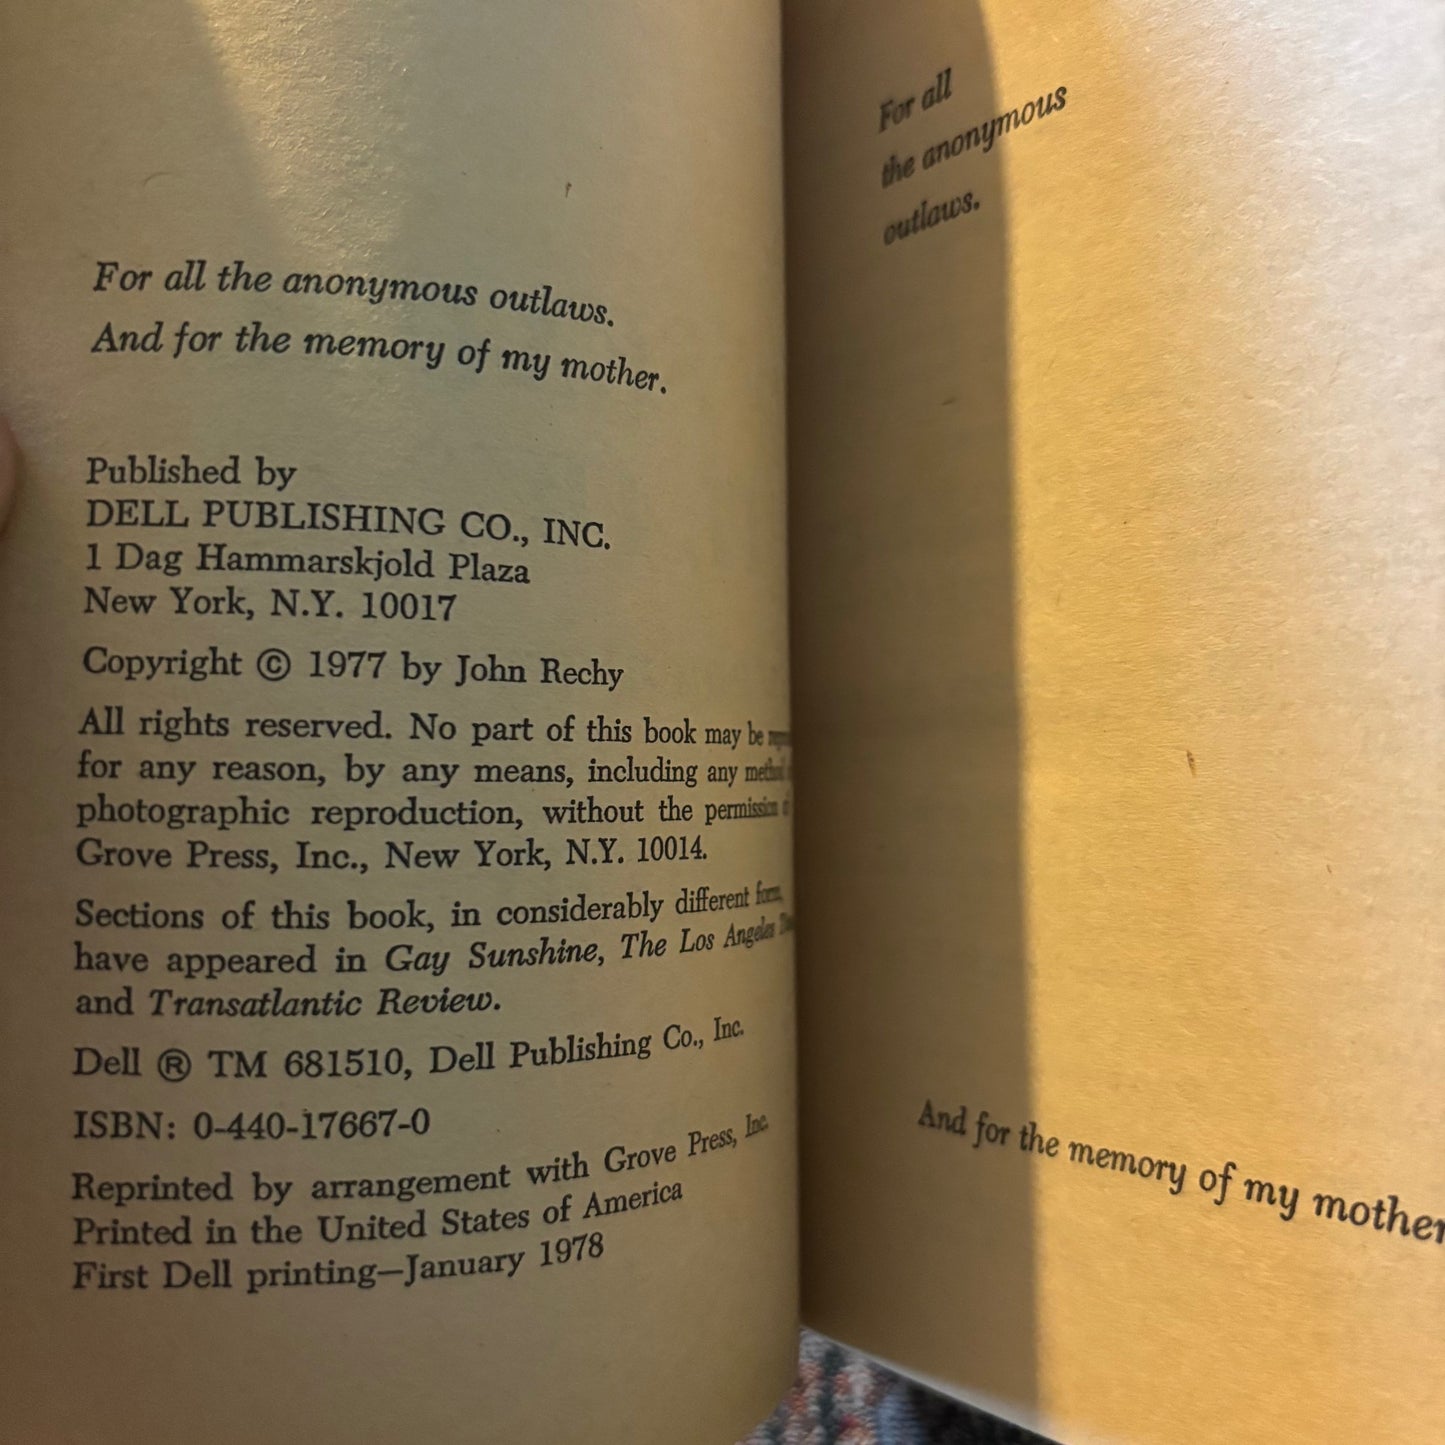 For all the anonymous outlaws.
And for the memory of my mother.
Published by
DELL PUBLISHING CO., INC.
1 Dag Hammarskjold Plaza
New York, N.Y. 10017
Copyright © 1977 by John Rechy
All rights reserved. No part of this book may be
for any reason, by any means, including any method
photographic reproduction, without the permission
Grove Press, Inc., New York, N.Y. 10014.
Sections of this book, in considerably different form,
have appeared in Gay Sunshine, The Los Angeles
and Transatlantic Review.
Dell ® TM 681510, Dell Publishing Co., Inc.
ISBN: 0-440-17667-0
Reprinted by arrangement with Grove Press, Inc.
Printed in the United States of America
First Dell printing—January 1978
For all
the anonymous
outlaws.
And for the memory of my mother